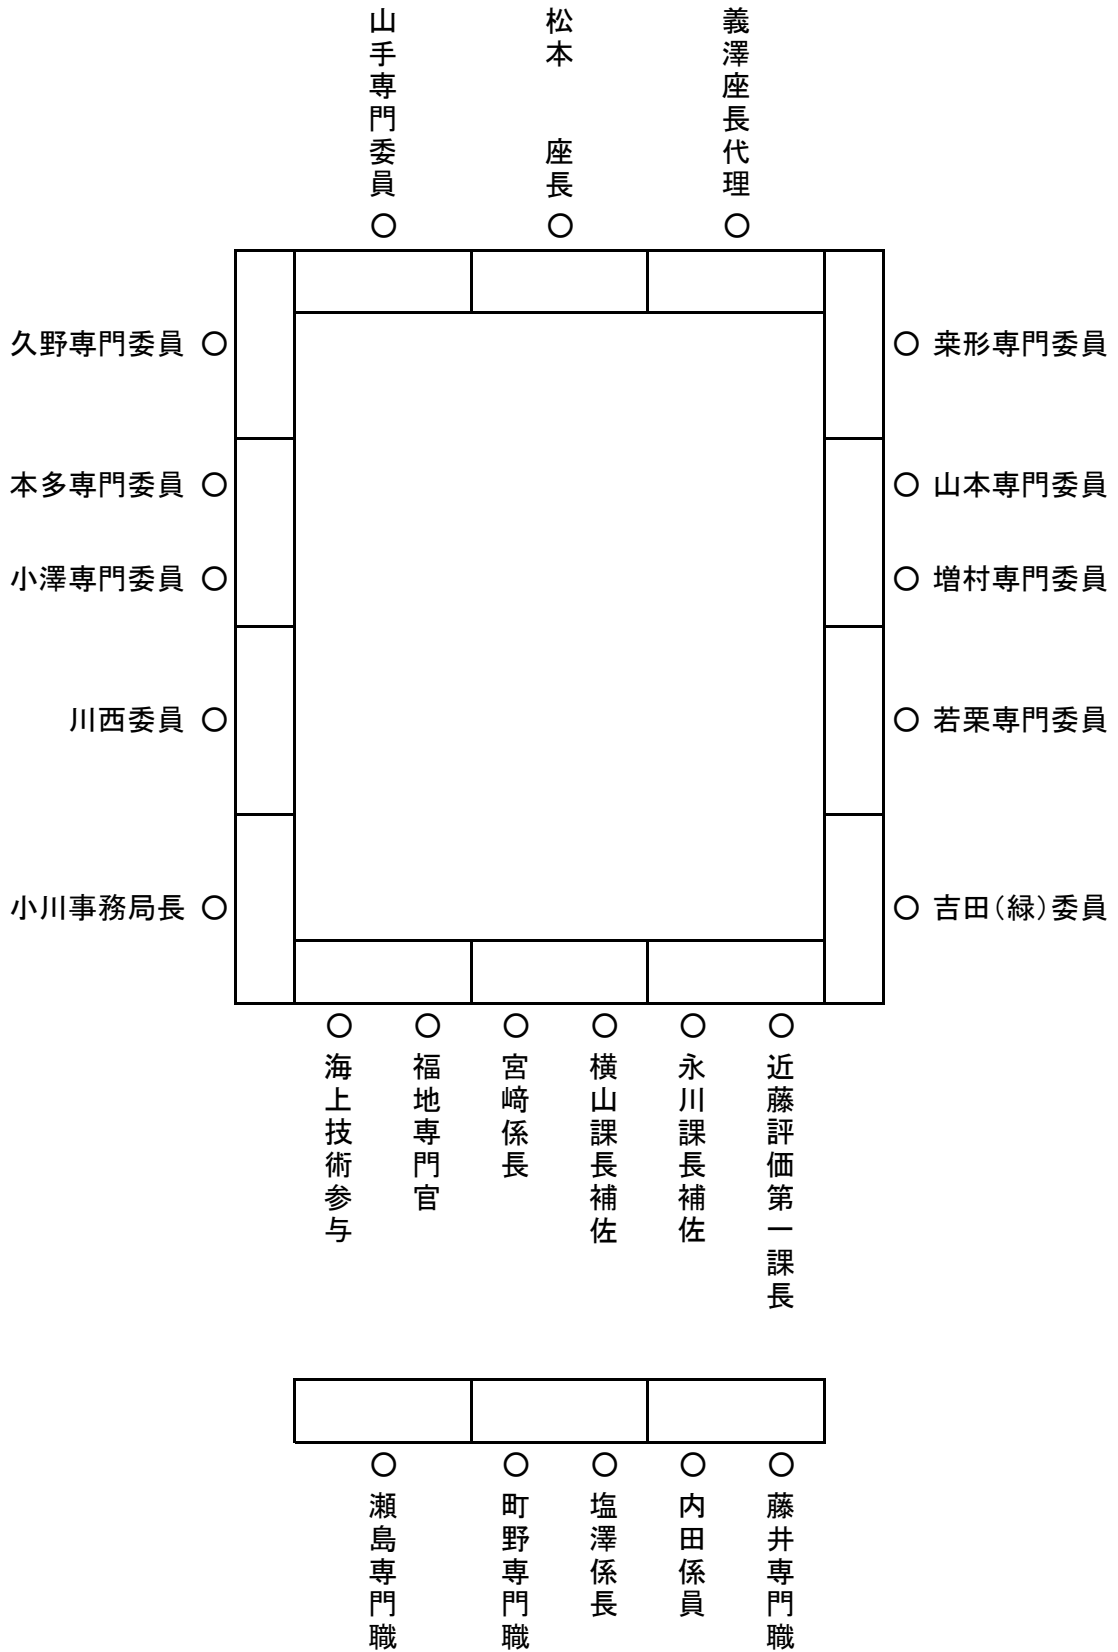 山手専門委員
松本　座長
義澤座長代理
久野専門委員
桒形専門委員
本多専門委員
山本専門委員
小澤専門委員
増村専門委員
川西委員
若栗専門委員
小川事務局長
吉田（緑）委員
海上技術参与
福地専門官
宮﨑係長
横山課長補佐
永川課長補佐
近藤評価第一課長
瀬島専門職
町野専門職
塩澤係長
内田係員
藤井専門職